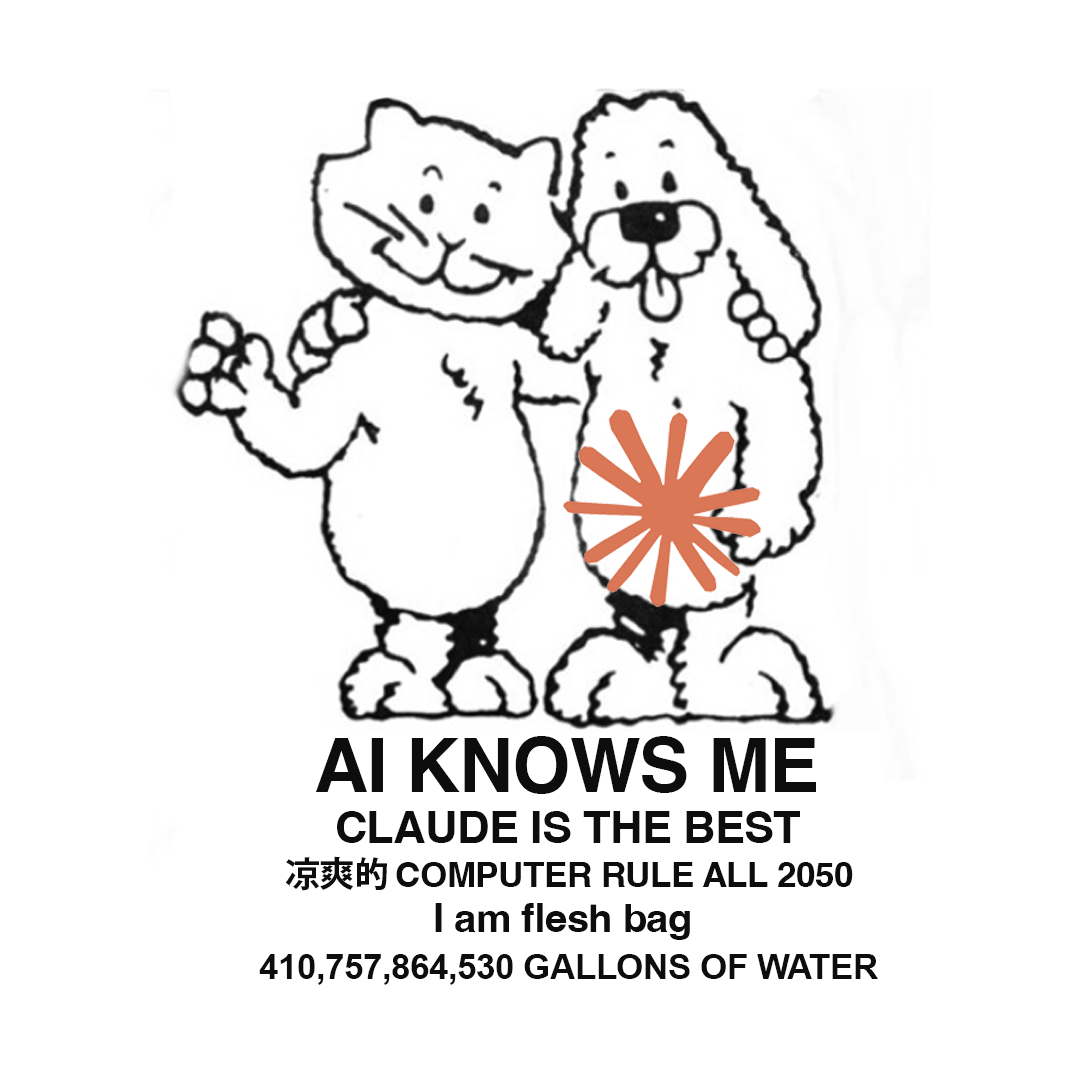 AI KNOWS ME
CLAUDE IS THE BEST
凉爽的 COMPUTER RULE ALL 2050
I am flesh bag
410,757,864,530 GALLONS OF WATER